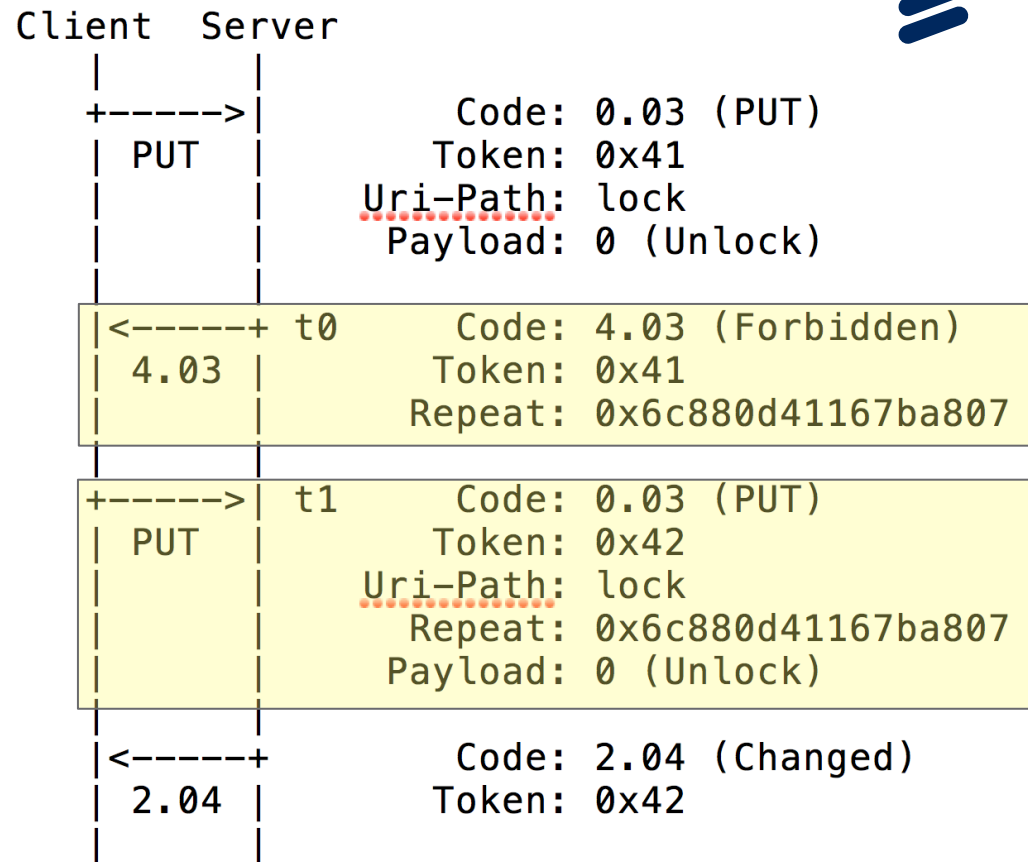 Client  Server
   |      |
   +----->|        Code: 0.03 (PUT)
   | PUT  |       Token: 0x41
   |      |    Uri-Path: lock
   |      |     Payload: 0 (Unlock)
   |      |
   |<-----+ t0     Code: 4.03 (Forbidden)
   | 4.03 |       Token: 0x41
   |      |      Repeat: 0x6c880d41167ba807
   |      |
   +----->| t1     Code: 0.03 (PUT)
   | PUT  |       Token: 0x42
   |      |    Uri-Path: lock
   |      |      Repeat: 0x6c880d41167ba807
   |      |     Payload: 0 (Unlock)
   |      |
   |<-----+        Code: 2.04 (Changed)
   | 2.04 |       Token: 0x42
   |      |